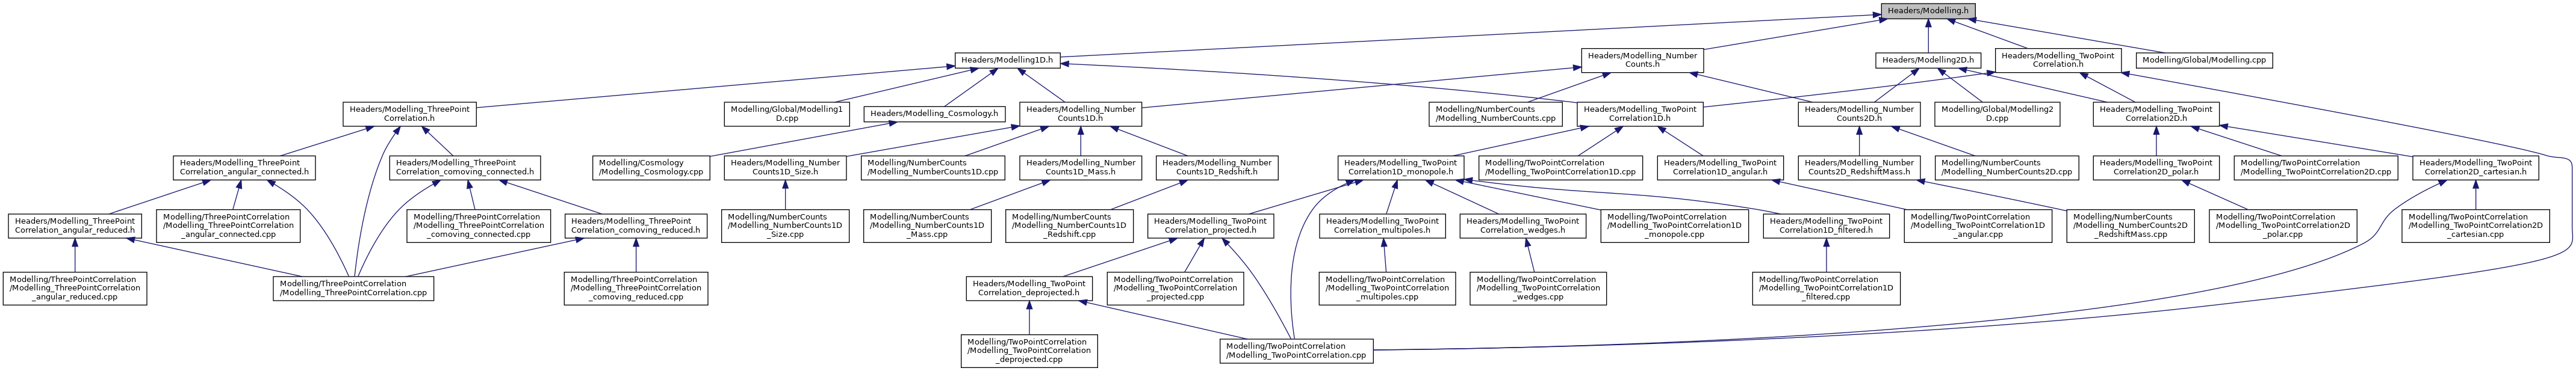 Headers/Modelling.h
Headers/Modelling1D.h
Headers/Modelling_Number
Counts.h
Headers/Modelling2D.h
Headers/Modelling_TwoPoint
Correlation.h
Modelling/Global/Modelling.cpp
Headers/Modelling_ThreePoint
Correlation.h
Modelling/Global/Modelling1
D.cpp
Headers/Modelling_Cosmology.h
Headers/Modelling_Number
Counts1D.h
Modelling/NumberCounts
/Modelling_NumberCounts.cpp
Headers/Modelling_TwoPoint
Correlation1D.h
Headers/Modelling_Number
Counts2D.h
Modelling/Global/Modelling2
D.cpp
Headers/Modelling_TwoPoint
Correlation2D.h
Headers/Modelling_ThreePoint
Correlation_angular_connected.h
Headers/Modelling_ThreePoint
Correlation_comoving_connected.h
Modelling/Cosmology
/Modelling_Cosmology.cpp
Headers/Modelling_Number
Counts1D_Size.h
Modelling/NumberCounts
/Modelling_NumberCounts1D.cpp
Headers/Modelling_Number
Counts1D_Mass.h
Headers/Modelling_Number
Counts1D_Redshift.h
Headers/Modelling_TwoPoint
Correlation1D_monopole.h
Modelling/TwoPointCorrelation
/Modelling_TwoPointCorrelation1D.cpp
Headers/Modelling_TwoPoint
Correlation1D_angular.h
Headers/Modelling_Number
Counts2D_RedshiftMass.h
Modelling/NumberCounts
/Modelling_NumberCounts2D.cpp
Headers/Modelling_TwoPoint
Correlation2D_polar.h
Modelling/TwoPointCorrelation
/Modelling_TwoPointCorrelation2D.cpp
Headers/Modelling_TwoPoint
Correlation2D_cartesian.h
Headers/Modelling_ThreePoint
Correlation_angular_reduced.h
Modelling/ThreePointCorrelation
/Modelling_ThreePointCorrelation
_angular_connected.cpp
Modelling/ThreePointCorrelation
/Modelling_ThreePointCorrelation
_comoving_connected.cpp
Headers/Modelling_ThreePoint
Correlation_comoving_reduced.h
Modelling/NumberCounts
/Modelling_NumberCounts1D
_Size.cpp
Modelling/NumberCounts
/Modelling_NumberCounts1D
_Mass.cpp
Modelling/NumberCounts
/Modelling_NumberCounts1D
_Redshift.cpp
Headers/Modelling_TwoPoint
Correlation_projected.h
Headers/Modelling_TwoPoint
Correlation_multipoles.h
Headers/Modelling_TwoPoint
Correlation_wedges.h
Modelling/TwoPointCorrelation
/Modelling_TwoPointCorrelation1D
_monopole.cpp
Headers/Modelling_TwoPoint
Correlation1D_filtered.h
Modelling/TwoPointCorrelation
/Modelling_TwoPointCorrelation1D
_angular.cpp
Modelling/NumberCounts
/Modelling_NumberCounts2D
_RedshiftMass.cpp
Modelling/TwoPointCorrelation
/Modelling_TwoPointCorrelation2D
_polar.cpp
Modelling/TwoPointCorrelation
/Modelling_TwoPointCorrelation2D
_cartesian.cpp
Modelling/ThreePointCorrelation
/Modelling_ThreePointCorrelation
_angular_reduced.cpp
Modelling/ThreePointCorrelation
/Modelling_ThreePointCorrelation.cpp
Modelling/ThreePointCorrelation
/Modelling_ThreePointCorrelation
_comoving_reduced.cpp
Headers/Modelling_TwoPoint
Correlation_deprojected.h
Modelling/TwoPointCorrelation
/Modelling_TwoPointCorrelation
_projected.cpp
Modelling/TwoPointCorrelation
/Modelling_TwoPointCorrelation
_multipoles.cpp
Modelling/TwoPointCorrelation
/Modelling_TwoPointCorrelation
_wedges.cpp
Modelling/TwoPointCorrelation
/Modelling_TwoPointCorrelation1D
_filtered.cpp
Modelling/TwoPointCorrelation
/Modelling_TwoPointCorrelation
_deprojected.cpp
Modelling/TwoPointCorrelation
/Modelling_TwoPointCorrelation.cpp